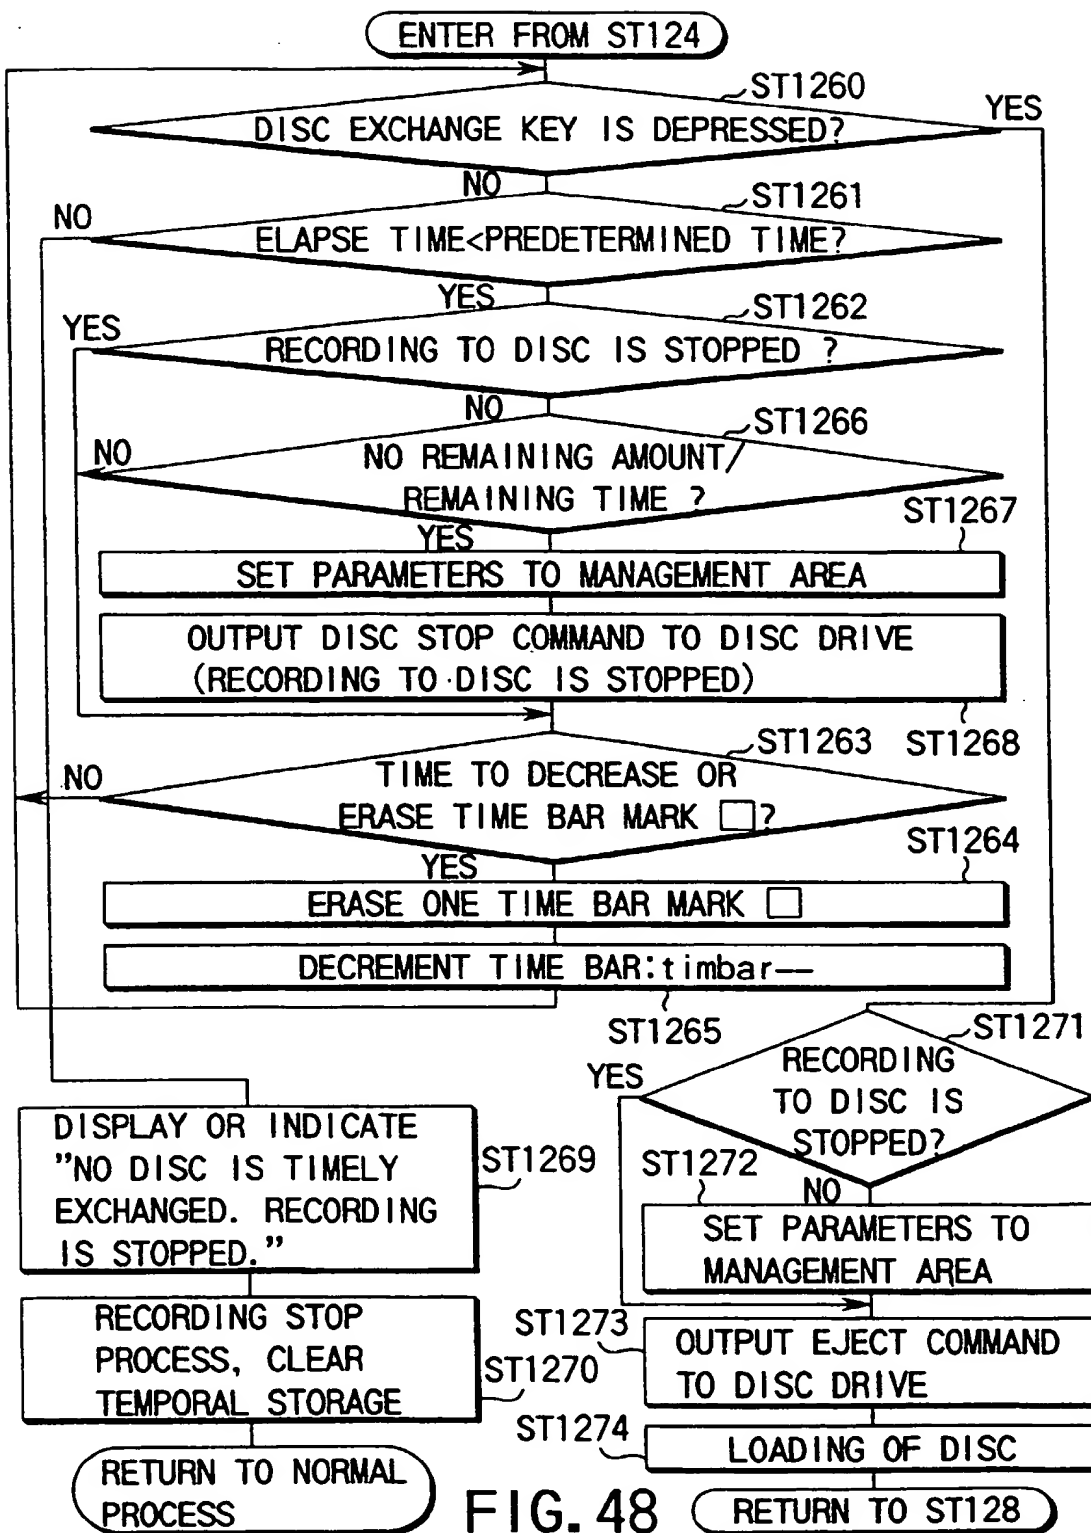 ENTER FROM ST124
ST1260
DISC EXCHANGE KEY IS DEPRESSED?
YES
NO
ST1261
NO
ELAPSE TIME<PREDETERMINED TIME?
YES
ST1262
YES
RECORDING TO DISC IS STOPPED ?
NO
ST1266
NO
NO REMAINING AMOUNT/
REMAINING TIME ?
YES
ST1267
SET PARAMETERS TO MANAGEMENT AREA
OUTPUT DISC STOP COMMAND TO DISC DRIVE
(RECORDING TO DISC IS STOPPED)
ST1268
ST1263
NO
TIME TO DECREASE OR
ERASE TIME BAR MARK □?
YES
ST1264
ERASE ONE TIME BAR MARK □
DECREMENT TIME BAR:timbar——
ST1265
ST1271
YES
RECORDING
TO DISC IS
STOPPED?
NO
ST1272
SET PARAMETERS TO
MANAGEMENT AREA
ST1273
OUTPUT EJECT COMMAND
TO DISC DRIVE
ST1274
LOADING OF DISC
RETURN TO ST128
DISPLAY OR INDICATE
"NO DISC IS TIMELY
EXCHANGED. RECORDING
IS STOPPED."
ST1269
RECORDING STOP
PROCESS, CLEAR
TEMPORAL STORAGE
ST1270
RETURN TO NORMAL
PROCESS
FIG. 48